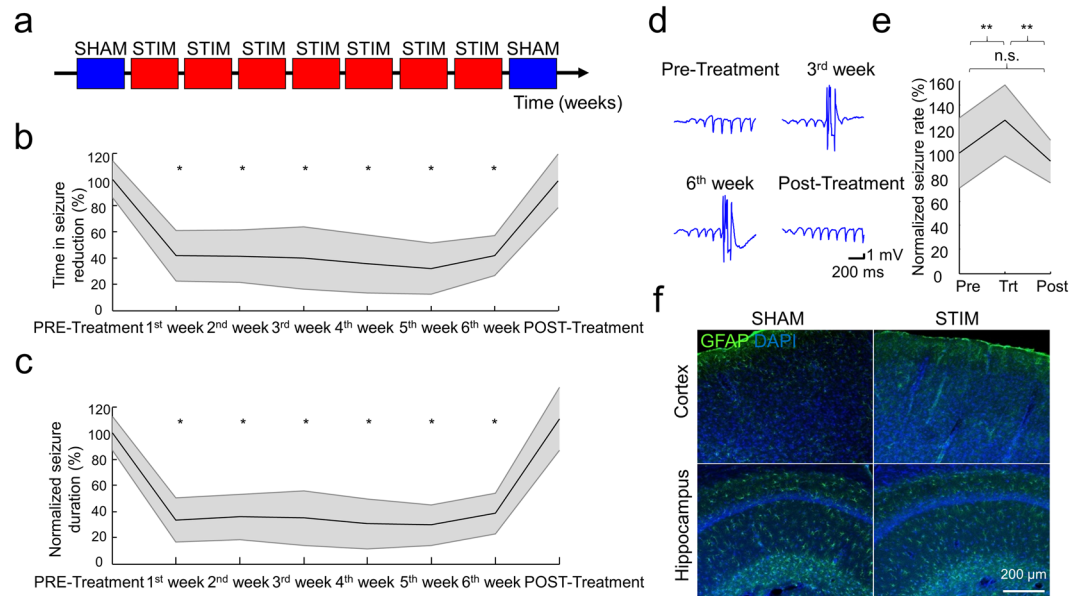 a
SHAM STIM STIM STIM STIM STIM STIM STIM SHAM
Time (weeks)
b
Time in seizure
reduction (%)
120
100
80
60
40
20
0
* * * * * *
PRE-Treatment 1st week 2nd week 3rd week 4th week 5th week 6th week POST-Treatment
c
Normalized seizure
duration (%)
120
100
80
60
40
20
0
* * * * * *
PRE-Treatment 1st week 2nd week 3rd week 4th week 5th week 6th week POST-Treatment
d
Pre-Treatment 3rd week
6th week Post-Treatment
1 mV
200 ms
e
** **
n.s.
Normalized seizure rate (%)
160
140
120
100
80
60
40
20
0
Pre Trt Post
f
SHAM STIM
GFAP DAPI
Cortex
Hippocampus
200 µm